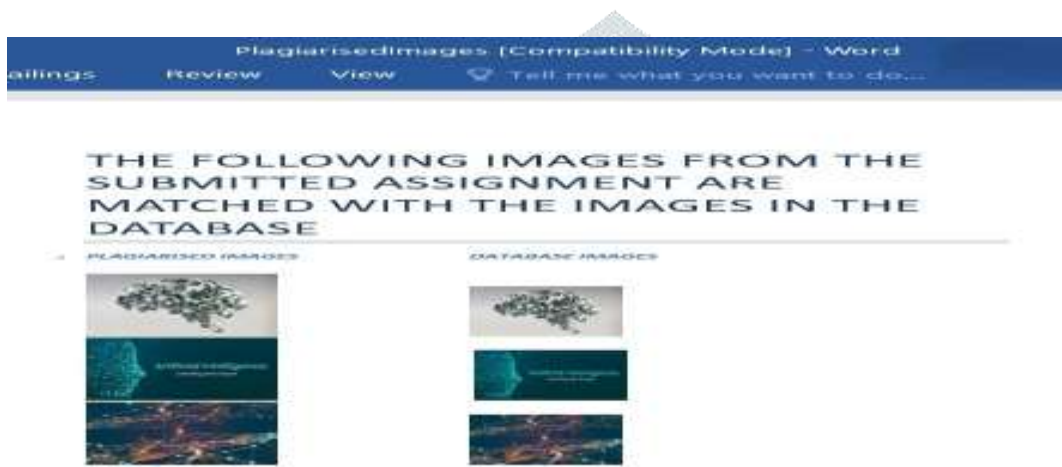 PlagiarisedImages [Compatibility Mode] - Word
ailings Review View Tell me what you want to do...
THE FOLLOWING IMAGES FROM THE
SUBMITTED ASSIGNMENT ARE
MATCHED WITH THE IMAGES IN THE
DATABASE
PLAGIARISED IMAGES DATABASE IMAGES
Artificial Intelligence